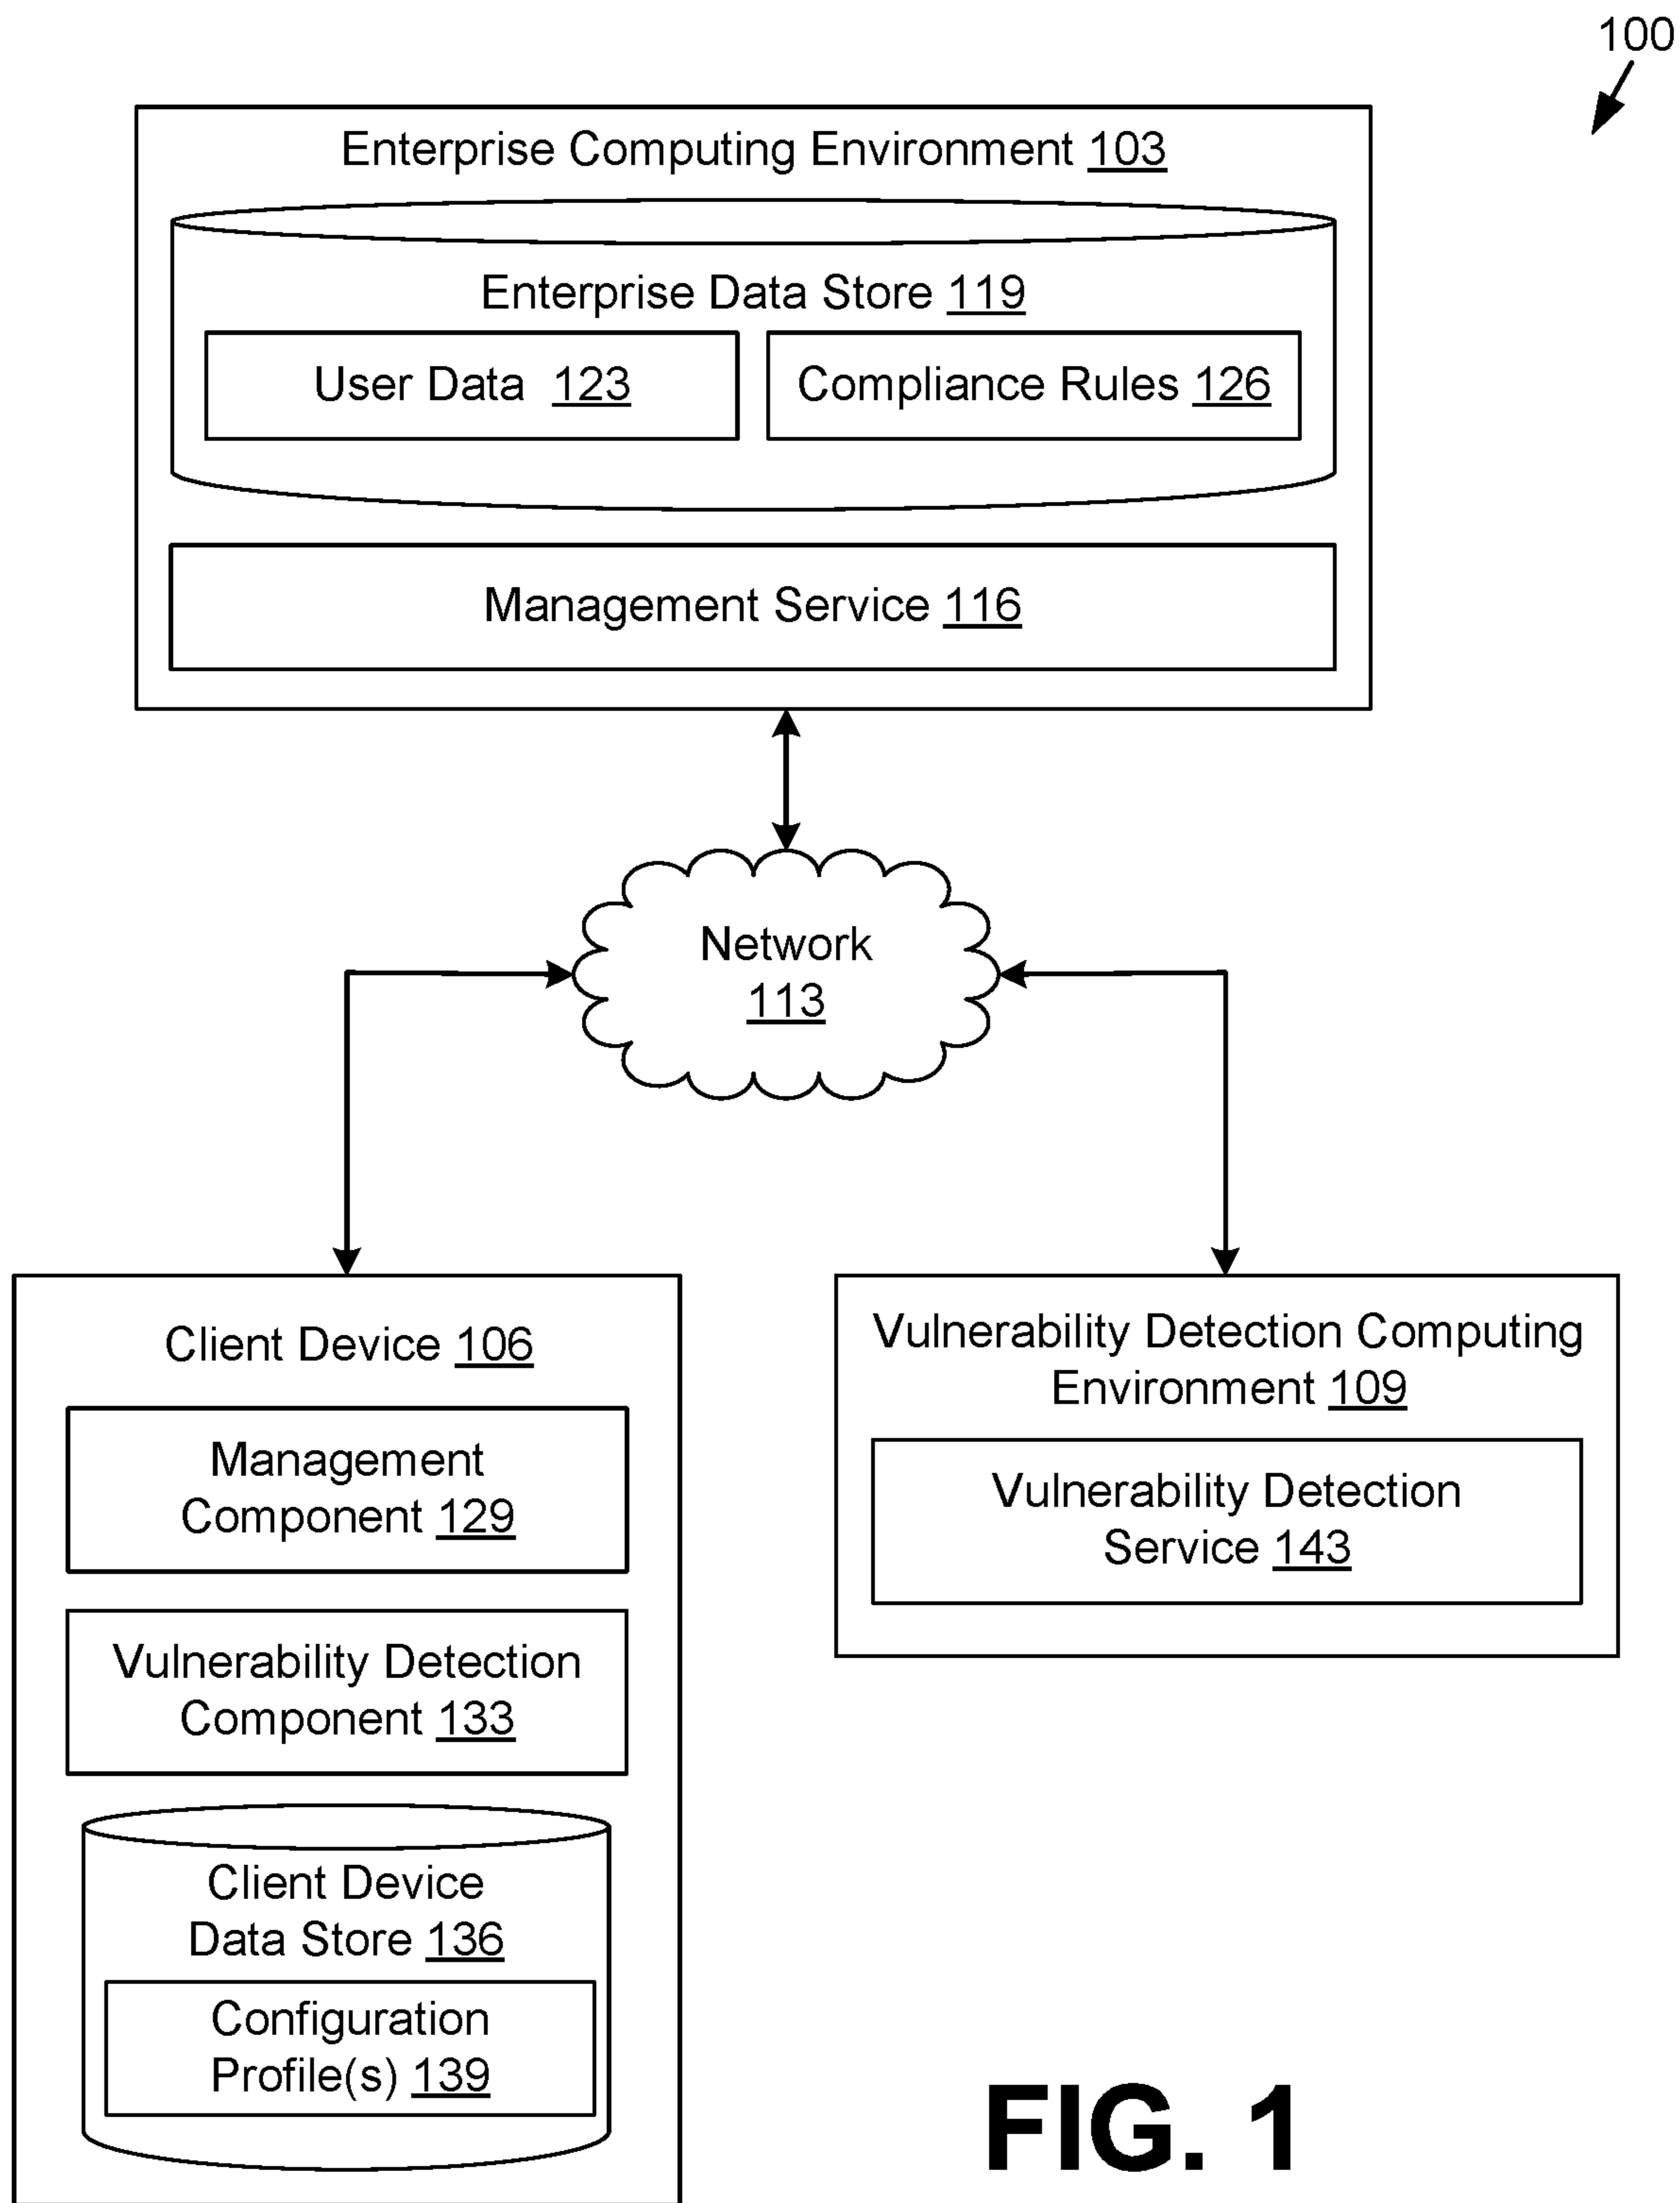 100
Enterprise Computing Environment 103
Enterprise Data Store 119
User Data 123
Compliance Rules 126
Management Service 116
Network
113
Client Device 106
Management
Component 129
Vulnerability Detection
Component 133
Client Device
Data Store 136
Configuration
Profile(s) 139
Vulnerability Detection Computing
Environment 109
Vulnerability Detection
Service 143
FIG. 1